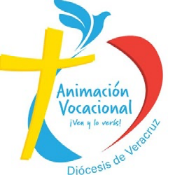 Animación
Vocacional
¡Ven y lo verás!
Diócesis de Veracruz